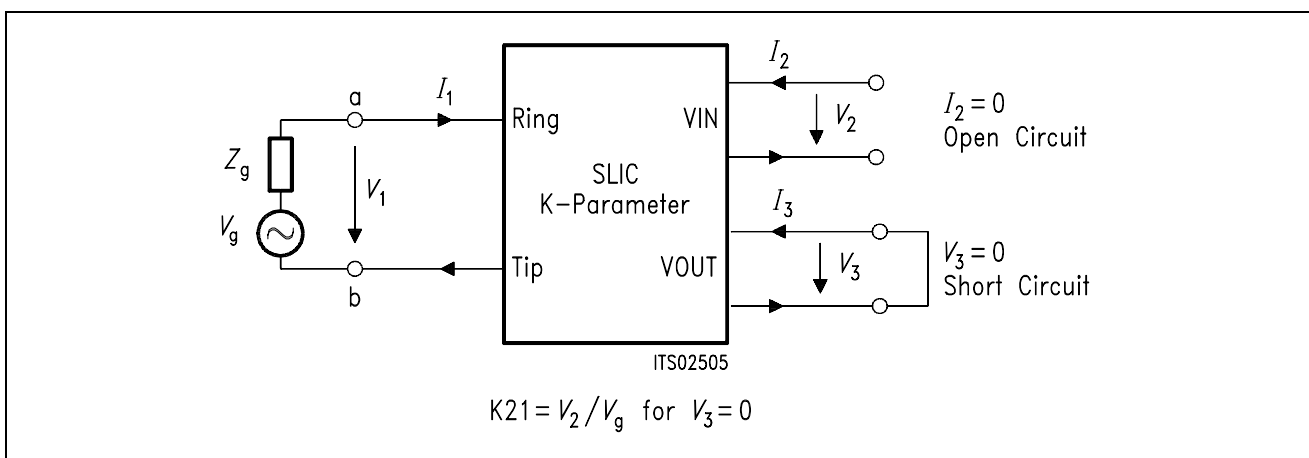 a
I1
Zg
V1
Vg
b
Ring
Tip
SLIC
K-Parameter
VIN
VOUT
I2
V2
I2 = 0
Open Circuit
I3
V3
V3 = 0
Short Circuit
ITS02505
K21 = V2/Vg for V3 = 0